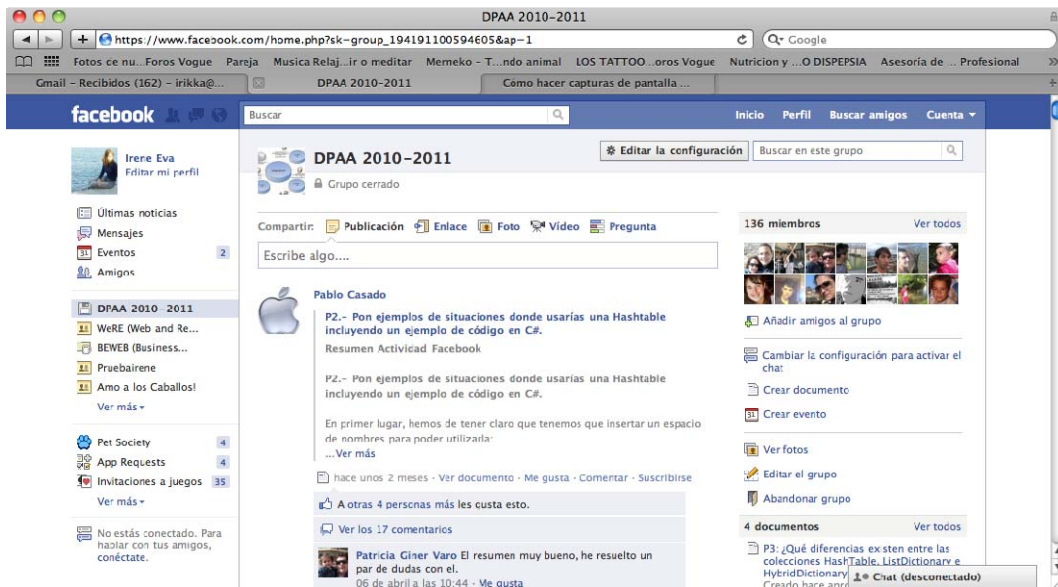 DPAA 2010-2011
https://www.facebook.com/home.php?sk=group_194191100594605&ap=1
Google
Fotos de nu...Foros Vogue Pareja Musica Relaj...ir o meditar Memeko - T...ndo animal LOS TATTOO...oros Vogue Nutricion y ...O DISPEPSIA Asesoría de ... Profesional
Gmail - Recibidos (162) - irikka@... DPAA 2010-2011 Cómo hacer capturas de pantalla ...
facebook Buscar Inicio Perfil Buscar amigos Cuenta
Irene Eva
Editar mi perfil
Últimas noticias
Mensajes
Eventos 2
Amigos
DPAA 2010-2011
WeRE (Web and Re...
BEWEB (Business...
Pruebairene
Amo a los Caballos!
Ver más
Pet Society 4
App Requests 4
Invitaciones a juegos 35
Ver más
No estás conectado. Para
hablar con tus amigos,
conéctate.
DPAA 2010-2011
Editar la configuración
Buscar en este grupo
Grupo cerrado
Compartir: Publicación Enlace Foto Vídeo Pregunta
Escribe algo....
Pablo Casado
P2.- Pon ejemplos de situaciones donde usarías una Hashtable
incluyendo un ejemplo de código en C#.
Resumen Actividad Facebook
P2.- Pon ejemplos de situaciones donde usarías una Hashtable
incluyendo un ejemplo de código en C#.
En primer lugar, hemos de tener claro que tenemos que insertar un espacio
de nombres para poder utilizarla:
...Ver más
hace unos 2 meses · Ver documento · Me gusta · Comentar · Suscribirse
A otras 4 personas más les gusta esto.
Ver los 17 comentarios
Patricia Giner Varo El resumen muy bueno, he resuelto un
par de dudas con el.
06 de abril a las 10:44 · Me gusta
136 miembros Ver todos
Añadir amigos al grupo
Cambiar la configuración para activar el
chat
Crear documento
Crear evento
Ver fotos
Editar el grupo
Abandonar grupo
4 documentos Ver todos
P3: ¿Qué diferencias existen entre las
colecciones HashTable, ListDictionary e
HybridDictionary
Creado hace
Chat (desconectado)